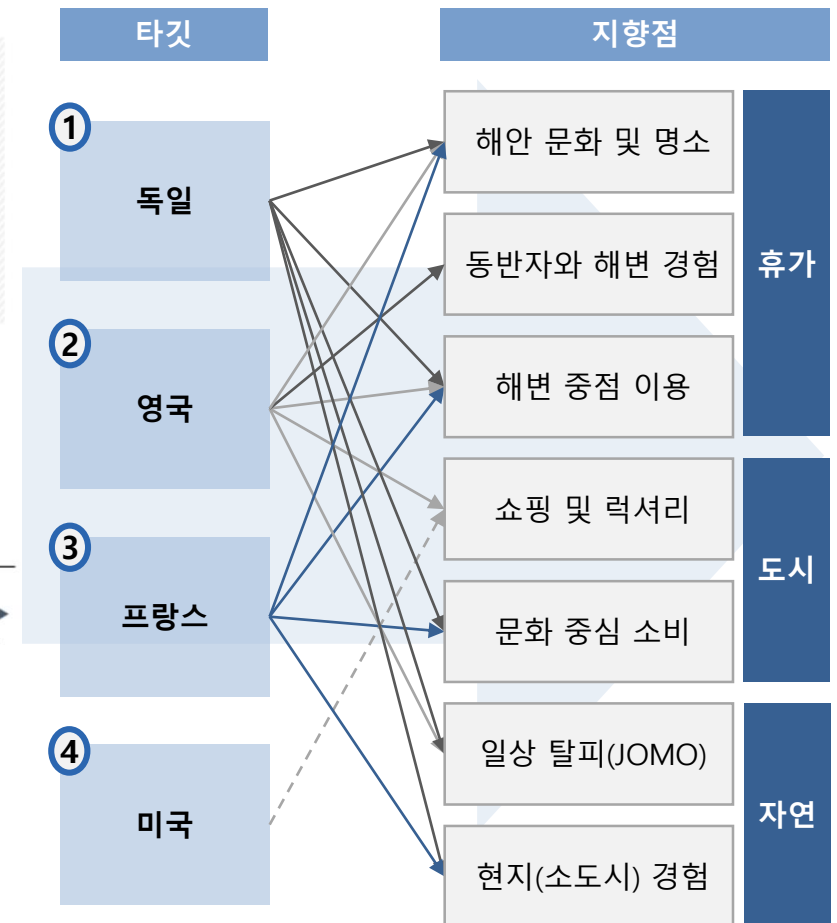 타깃
지향점
1
독일
2
영국
3
프랑스
4
미국
해안 문화 및 명소
동반자와 해변 경험
해변 중점 이용
휴가
쇼핑 및 럭셔리
문화 중심 소비
도시
일상 탈피(JOMO)
현지(소도시) 경험
자연